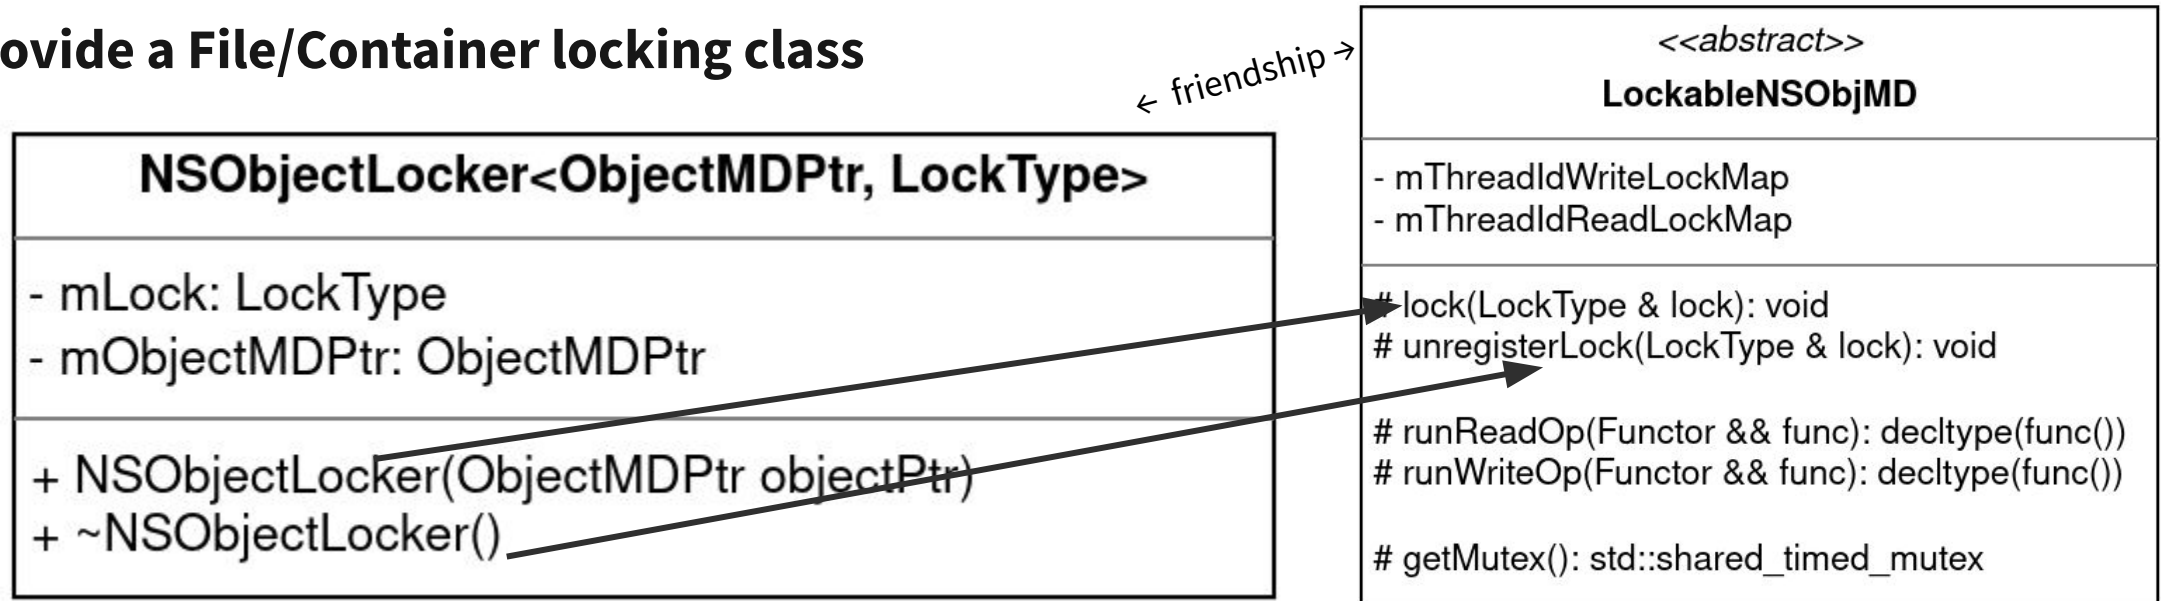 ovide a File/Container locking class
← friendship →
NSObjectLocker<ObjectMDPtr, LockType>
- mLock: LockType
- mObjectMDPtr: ObjectMDPtr
+ NSObjectLocker(ObjectMDPtr objectPtr)
+ ~NSObjectLocker()
<<abstract>>
LockableNSObjMD
- mThreadIdWriteLockMap
- mThreadIdReadLockMap
# lock(LockType & lock): void
# unregisterLock(LockType & lock): void
# runReadOp(Functor && func): decltype(func())
# runWriteOp(Functor && func): decltype(func())
# getMutex(): std::shared_timed_mutex